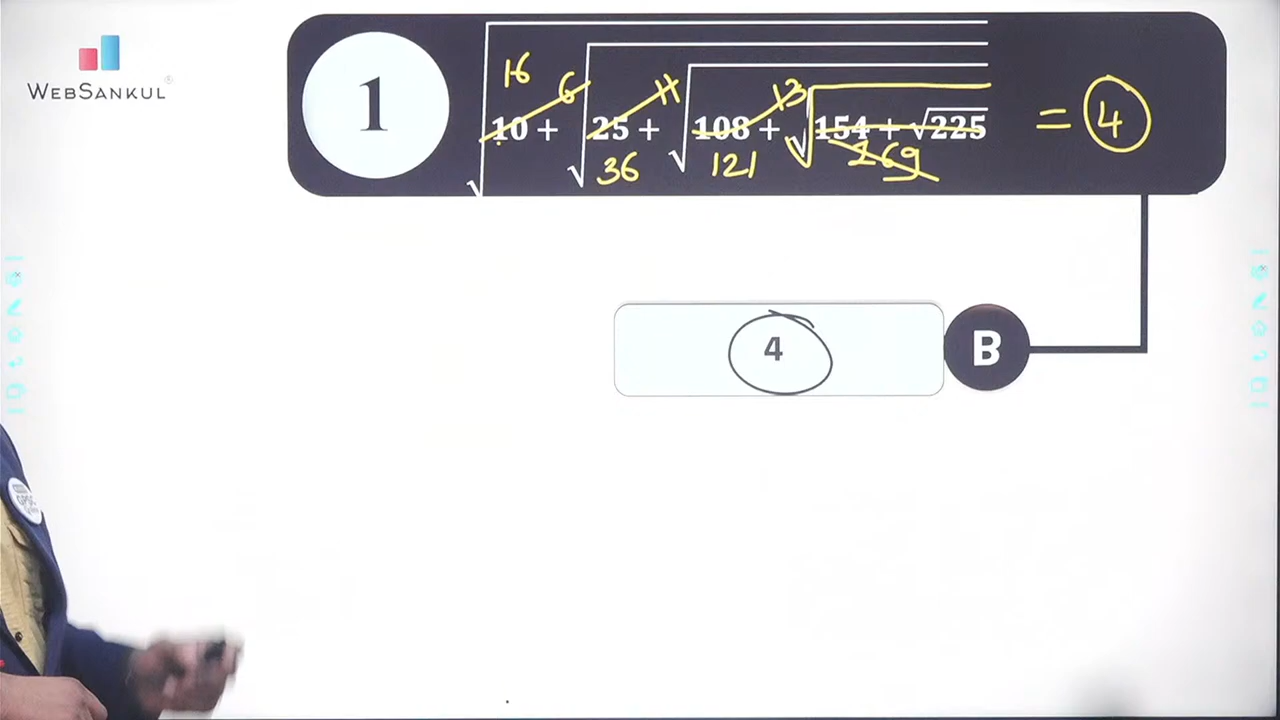 WEBSANKUL
1
√10 + √25 + √108 + √154 + √225 = 4
16 6 11 13
36 121 169
4 B